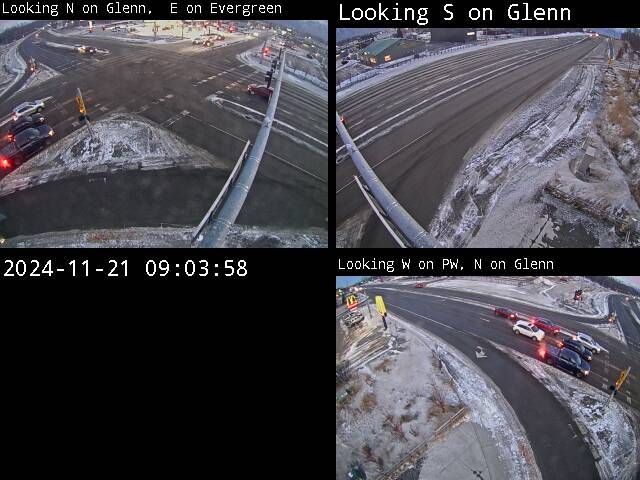 Looking N on Glenn, E on Evergreen
Looking S on Glenn
2024-11-21 09:03:58
Looking W on PW, N on Glenn